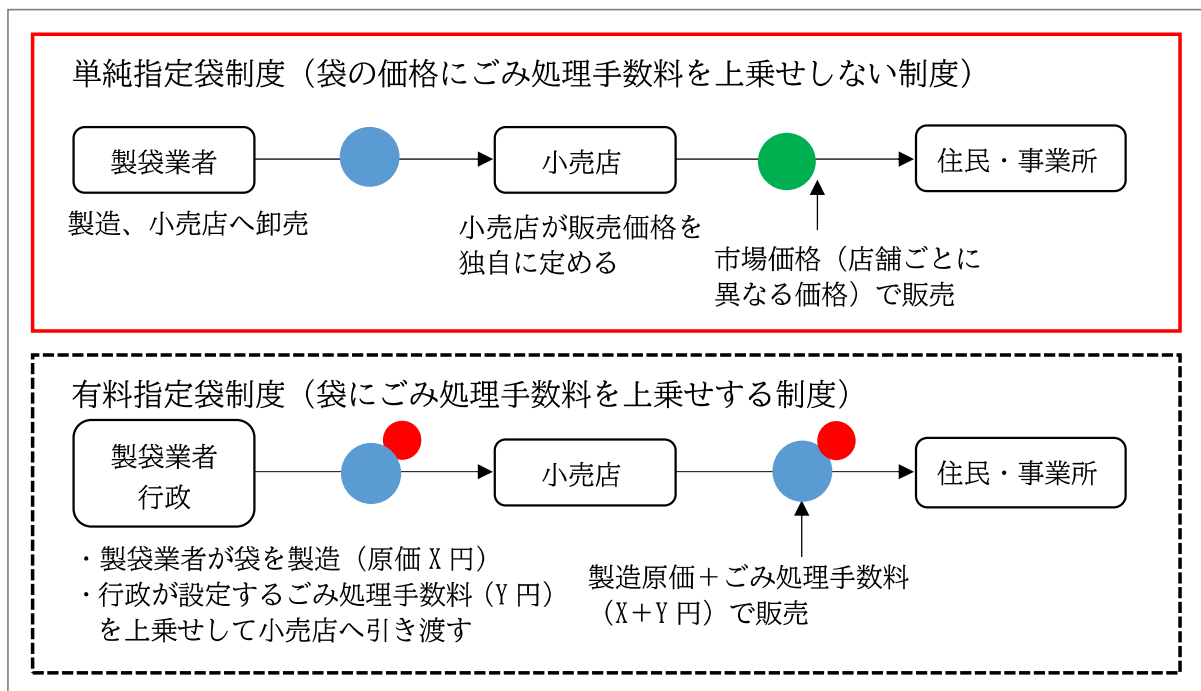 単純指定袋制度（袋の価格にごみ処理手数料を上乗せしない制度）
製袋業者
小売店
住民・事業所
製造、小売店へ卸売
小売店が販売価格を
独自に定める
市場価格（店舗ごとに
異なる価格）で販売
有料指定袋制度（袋にごみ処理手数料を上乗せする制度）
製袋業者
行政
小売店
住民・事業所
・製袋業者が袋を製造（原価 X 円）
・行政が設定するごみ処理手数料（Y 円）
を上乗せして小売店へ引き渡す
製造原価＋ごみ処理手数料
（X＋Y 円）で販売